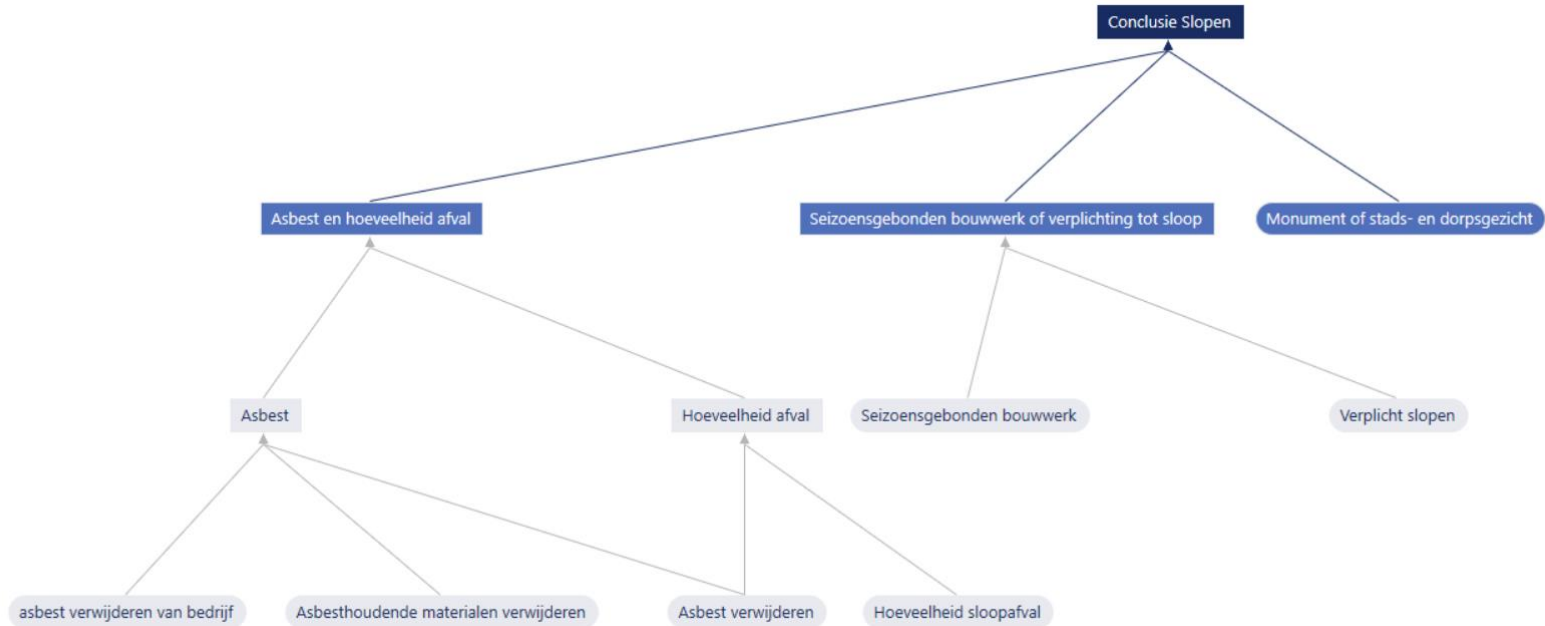 Conclusie Slopen
Asbest en hoeveelheid afval
Seizoensgebonden bouwwerk of verplichting tot sloop
Monument of stads- en dorpsgezicht
Asbest
Hoeveelheid afval
Seizoensgebonden bouwwerk
Verplicht slopen
asbest verwijderen van bedrijf
Asbesthoudende materialen verwijderen
Asbest verwijderen
Hoeveelheid sloopafval